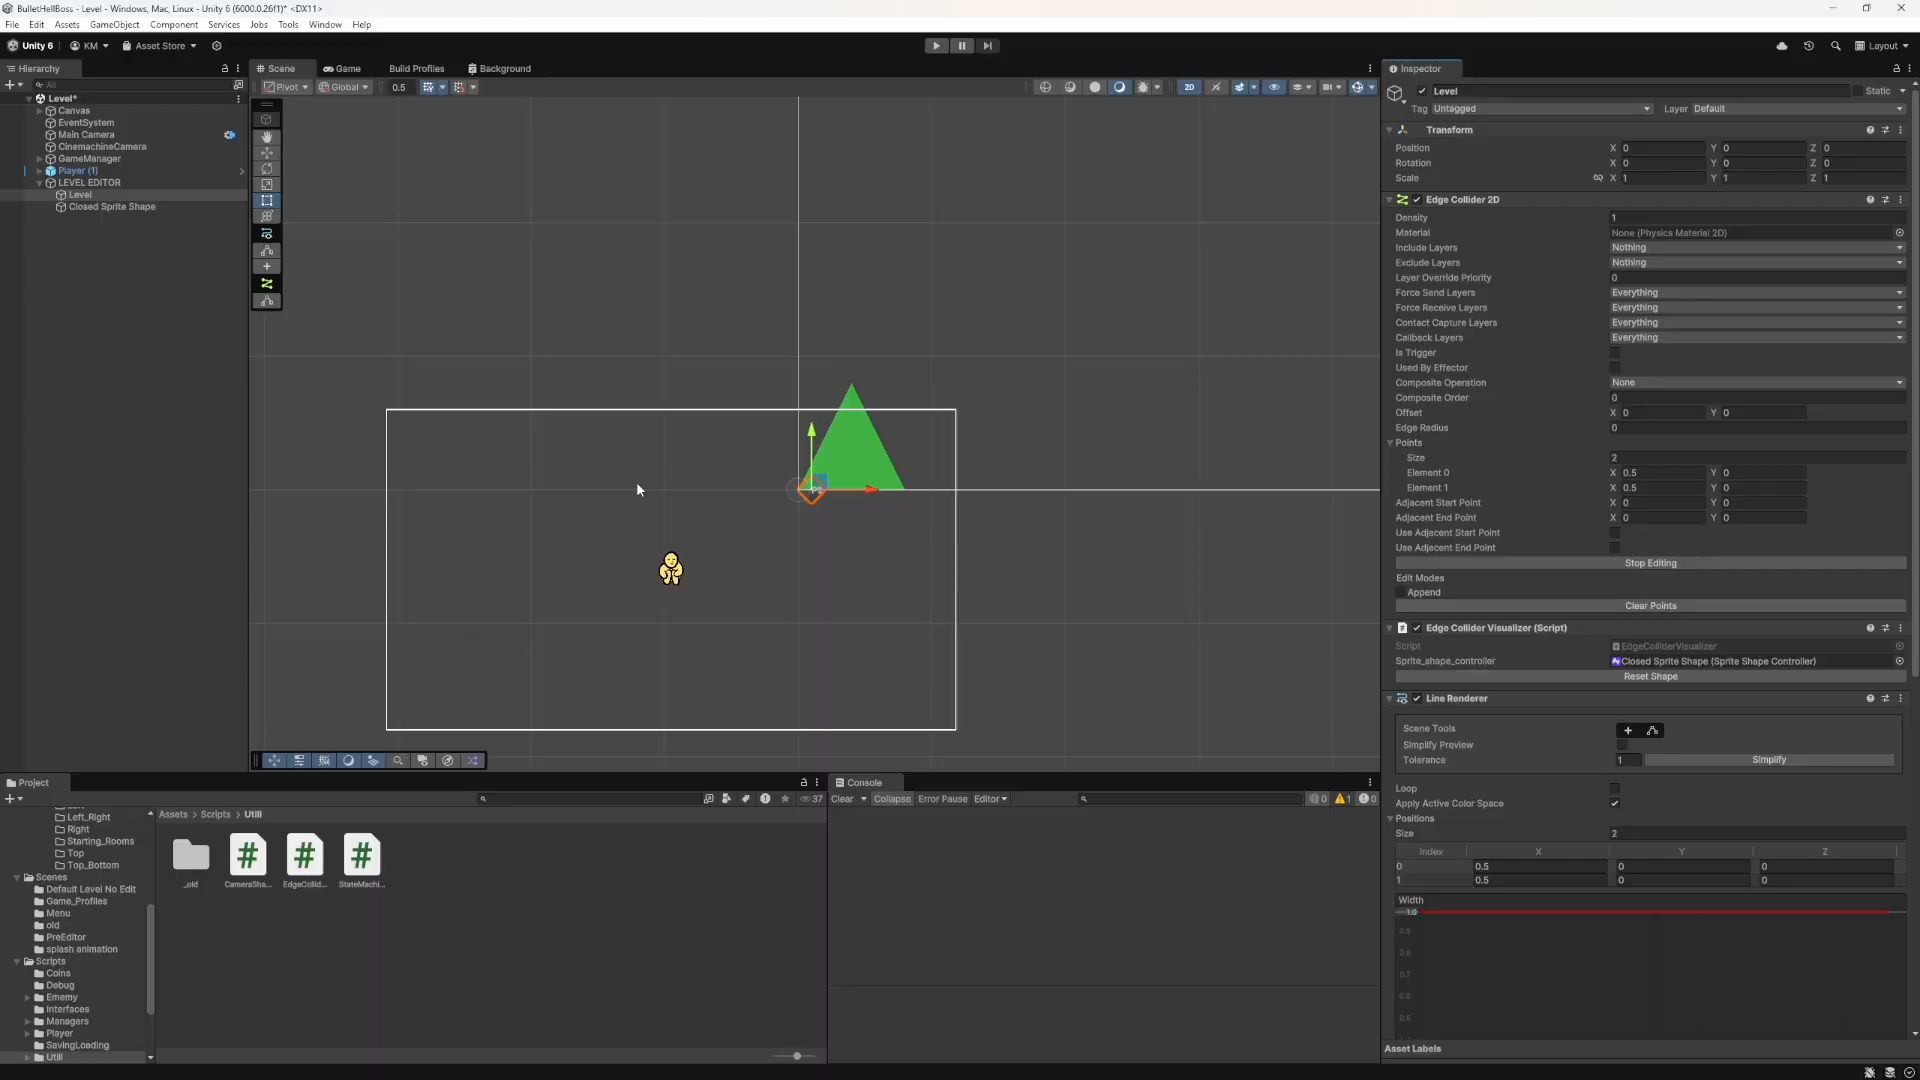 BulletHellBoss - Level - Windows, Mac, Linux - Unity 6 (6000.0.26f1)* <DX11>
File Edit Assets GameObject Component Services Jobs Tools Window Help
Unity 6 KM Asset Store Layout
Hierarchy Scene Game Build Profiles Background Inspector
All Pivot Global 0.5 2D
Level Static
Tag Untagged Layer Default
Level*
Canvas
EventSystem
Main Camera
CinemachineCamera
GameManager
Player (1)
LEVEL EDITOR
Level
Closed Sprite Shape
Transform
Position X 0 Y 0 Z 0
Rotation X 0 Y 0 Z 0
Scale X 1 Y 1 Z 1
Edge Collider 2D
Density 1
Material None (Physics Material 2D)
Include Layers Nothing
Exclude Layers Nothing
Layer Override Priority 0
Force Send Layers Everything
Force Receive Layers Everything
Contact Capture Layers Everything
Callback Layers Everything
Is Trigger
Used By Effector
Composite Operation None
Composite Order 0
Offset X 0 Y 0
Edge Radius 0
Points
Size 2
Element 0 X 0.5 Y 0
Element 1 X 0.5 Y 0
Adjacent Start Point X 0 Y 0
Adjacent End Point X 0 Y 0
Use Adjacent Start Point
Use Adjacent End Point
Stop Editing
Edit Modes
Append
Clear Points
Edge Collider Visualizer (Script)
Script EdgeColliderVisualizer
Sprite_shape_controller Closed Sprite Shape (Sprite Shape Controller)
Reset Shape
Line Renderer
Scene Tools
Simplify Preview
Tolerance 1 Simplify
Loop
Apply Active Color Space
Positions
Size 2
Index X Y Z
0 0.5 0 0
1 0.5 0 0
Width
1.0
0.9
0.8
0.7
0.6
0.5
Asset Labels
Project
37
Left_Right
Right
Starting_Rooms
Top
Top_Bottom
Scenes
Default Level No Edit
Game_Profiles
Menu
old
PreEditor
splash animation
Scripts
Coins
Debug
Ememy
Interfaces
Managers
Player
SavingLoading
Utill
Assets > Scripts > Utill
_old CameraSha... EdgeCollid... StateMachi...
Console
Clear Collapse Error Pause Editor 0 1 0